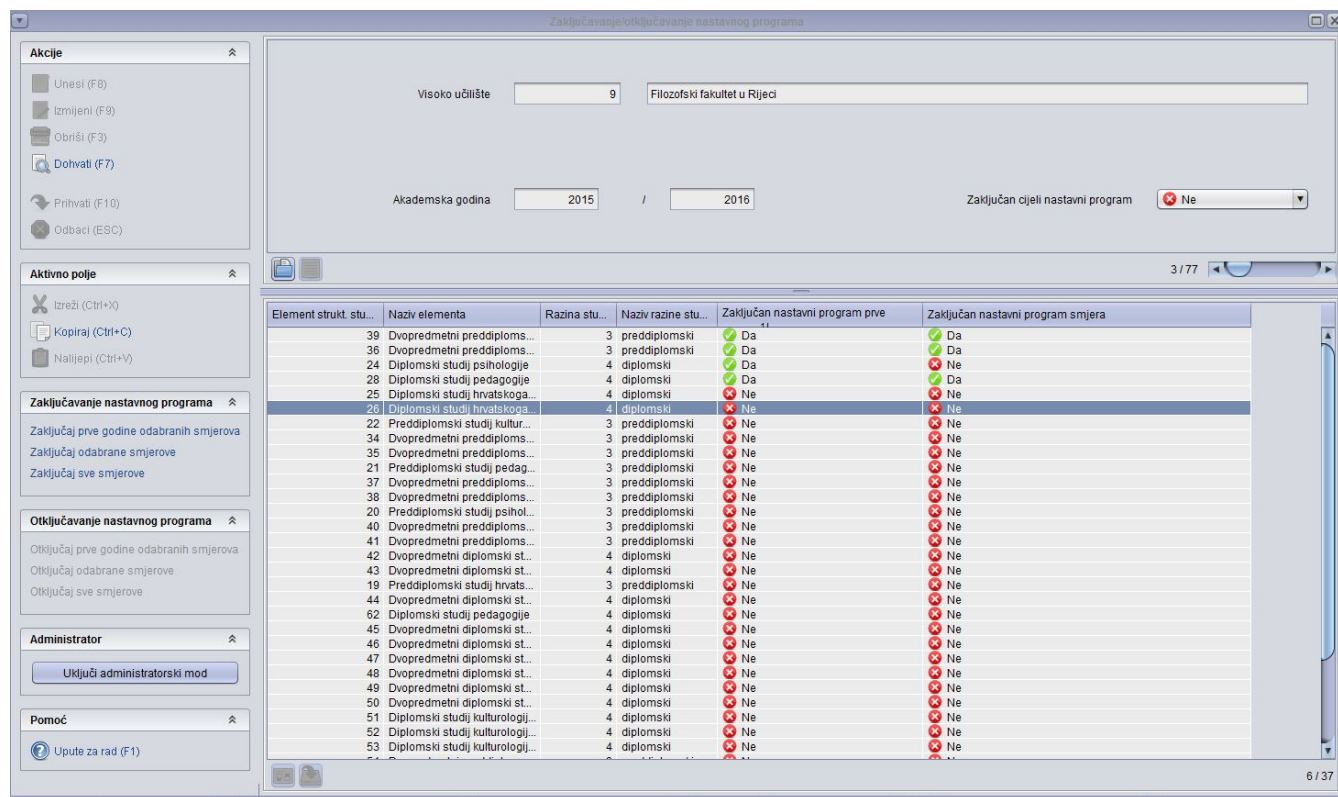 Zaključavanje/otključavanje nastavnog programa
Akcije
Unesi (F8)
Izmijeni (F9)
Obriši (F3)
Dohvati (F7)
Prihvati (F10)
Odbaci (ESC)
Aktivno polje
Izreži (Ctrl+X)
Kopiraj (Ctrl+C)
Nalijepi (Ctrl+V)
Zaključavanje nastavnog programa
Zaključaj prve godine odabranih smjerova
Zaključaj odabrane smjerove
Zaključaj sve smjerove
Otključavanje nastavnog programa
Otključaj prve godine odabranih smjerova
Otključaj odabrane smjerove
Otključaj sve smjerove
Administrator
Uključi administratorski mod
Pomoć
Upute za rad (F1)
Visoko učilište 9 Filozofski fakultet u Rijeci
Akademska godina 2015 / 2016 Zaključan cijeli nastavni program Ne
3 / 77
Element strukt. stu... Naziv elementa Razina stu... Naziv razine stu... Zaključan nastavni program prve Zaključan nastavni program smjera
39 Dvopredmetni preddiploms... 3 preddiplomski Da Da
36 Dvopredmetni preddiploms... 3 preddiplomski Da Da
24 Diplomski studij psihologije 4 diplomski Da Ne
28 Diplomski studij pedagogije 4 diplomski Da Da
25 Diplomski studij hrvatskoga... 4 diplomski Ne Ne
26 Diplomski studij hrvatskoga... 4 diplomski Ne Ne
22 Preddiplomski studij kultur... 3 preddiplomski Ne Ne
34 Dvopredmetni preddiploms... 3 preddiplomski Ne Ne
35 Dvopredmetni preddiploms... 3 preddiplomski Ne Ne
21 Preddiplomski studij pedag... 3 preddiplomski Ne Ne
37 Dvopredmetni preddiploms... 3 preddiplomski Ne Ne
38 Dvopredmetni preddiploms... 3 preddiplomski Ne Ne
20 Preddiplomski studij psihol... 3 preddiplomski Ne Ne
40 Dvopredmetni preddiploms... 3 preddiplomski Ne Ne
41 Dvopredmetni preddiploms... 3 preddiplomski Ne Ne
42 Dvopredmetni diplomski st... 4 diplomski Ne Ne
43 Dvopredmetni diplomski st... 4 diplomski Ne Ne
19 Preddiplomski studij hrvats... 3 preddiplomski Ne Ne
44 Dvopredmetni diplomski st... 4 diplomski Ne Ne
62 Diplomski studij pedagogije 4 diplomski Ne Ne
45 Dvopredmetni diplomski st... 4 diplomski Ne Ne
46 Dvopredmetni diplomski st... 4 diplomski Ne Ne
47 Dvopredmetni diplomski st... 4 diplomski Ne Ne
48 Dvopredmetni diplomski st... 4 diplomski Ne Ne
49 Dvopredmetni diplomski st... 4 diplomski Ne Ne
50 Dvopredmetni diplomski st... 4 diplomski Ne Ne
51 Diplomski studij kulturologij... 4 diplomski Ne Ne
52 Diplomski studij kulturologij... 4 diplomski Ne Ne
53 Diplomski studij kulturologij... 4 diplomski Ne Ne
6 / 37